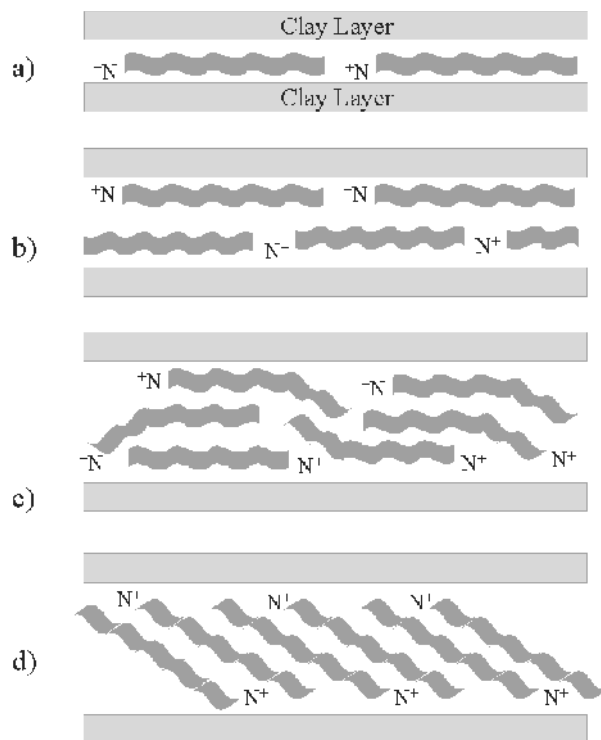 Clay Layer
a) ⁺N ⁺N
Clay Layer
⁺N ⁺N
b) N⁺ N⁺
⁺N ⁺N
⁺N N⁺ N⁺ N⁺
c)
N⁺ N⁺ N⁺
d) N⁺ N⁺ N⁺